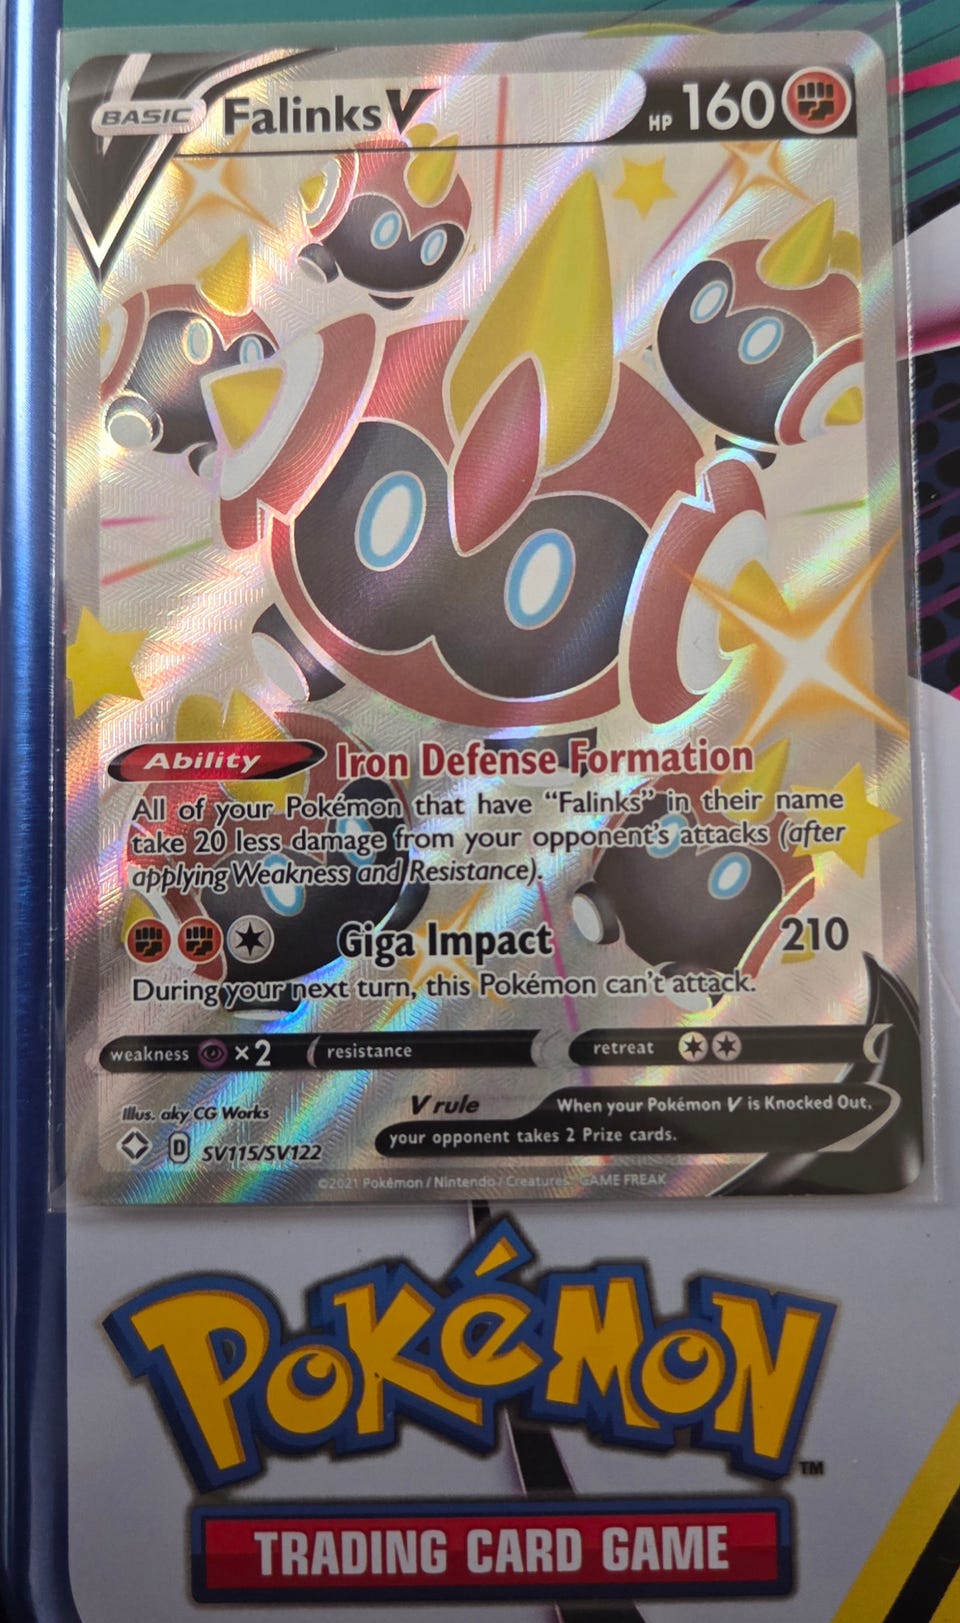 BASIC Falinks V HP 160
Ability Iron Defense Formation
All of your Pokémon that have “Falinks” in their name
take 20 less damage from your opponent’s attacks (after
applying Weakness and Resistance).
Giga Impact 210
During your next turn, this Pokémon can’t attack.
weakness ×2 resistance retreat
Illus. aky CG Works
V rule When your Pokémon V is Knocked Out,
your opponent takes 2 Prize cards.
D SV115/SV122
©2021 Pokémon / Nintendo / Creatures / GAME FREAK
POKÉMON
TM
TRADING CARD GAME